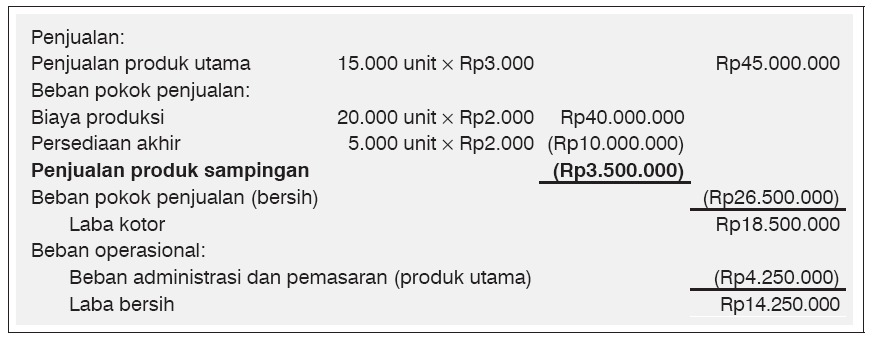 Penjualan:
Penjualan produk utama 15.000 unit × Rp3.000 Rp45.000.000
Beban pokok penjualan:
Biaya produksi 20.000 unit × Rp2.000 Rp40.000.000
Persediaan akhir 5.000 unit × Rp2.000 (Rp10.000.000)
Penjualan produk sampingan (Rp3.500.000)
Beban pokok penjualan (bersih) (Rp26.500.000)
Laba kotor Rp18.500.000
Beban operasional:
Beban administrasi dan pemasaran (produk utama) (Rp4.250.000)
Laba bersih Rp14.250.000